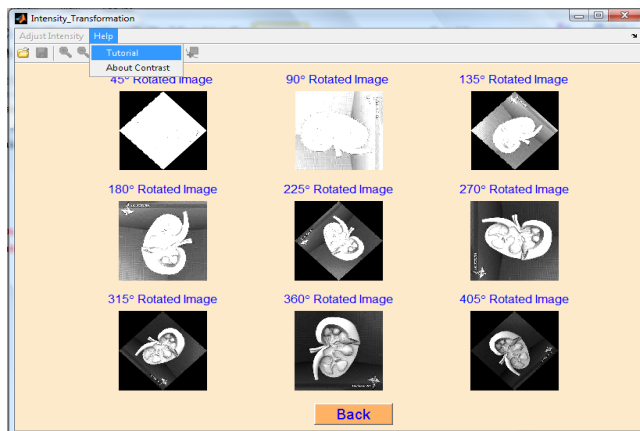 Intensity_Transformation
Adjust Intensity Help
Tutorial
About Contrast
45° Rotated Image 90° Rotated Image 135° Rotated Image
180° Rotated Image 225° Rotated Image 270° Rotated Image
315° Rotated Image 360° Rotated Image 405° Rotated Image
Back